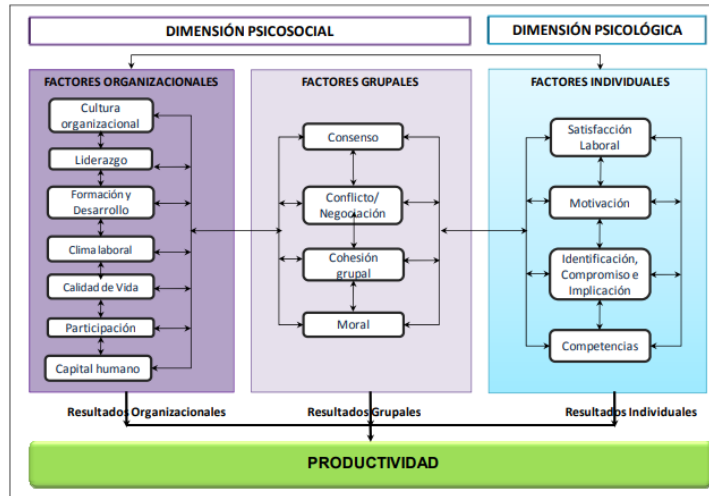 DIMENSIÓN PSICOSOCIAL
DIMENSIÓN PSICOLÓGICA
FACTORES ORGANIZACIONALES
Cultura
organizacional
Liderazgo
Formación y
Desarrollo
Clima laboral
Calidad de Vida
Participación
Capital humano
FACTORES GRUPALES
Consenso
Conflicto/
Negociación
Cohesión
grupal
Moral
FACTORES INDIVIDUALES
Satisfacción
Laboral
Motivación
Identificación,
Compromiso e
Implicación
Competencias
Resultados Organizacionales
Resultados Grupales
Resultados Individuales
PRODUCTIVIDAD